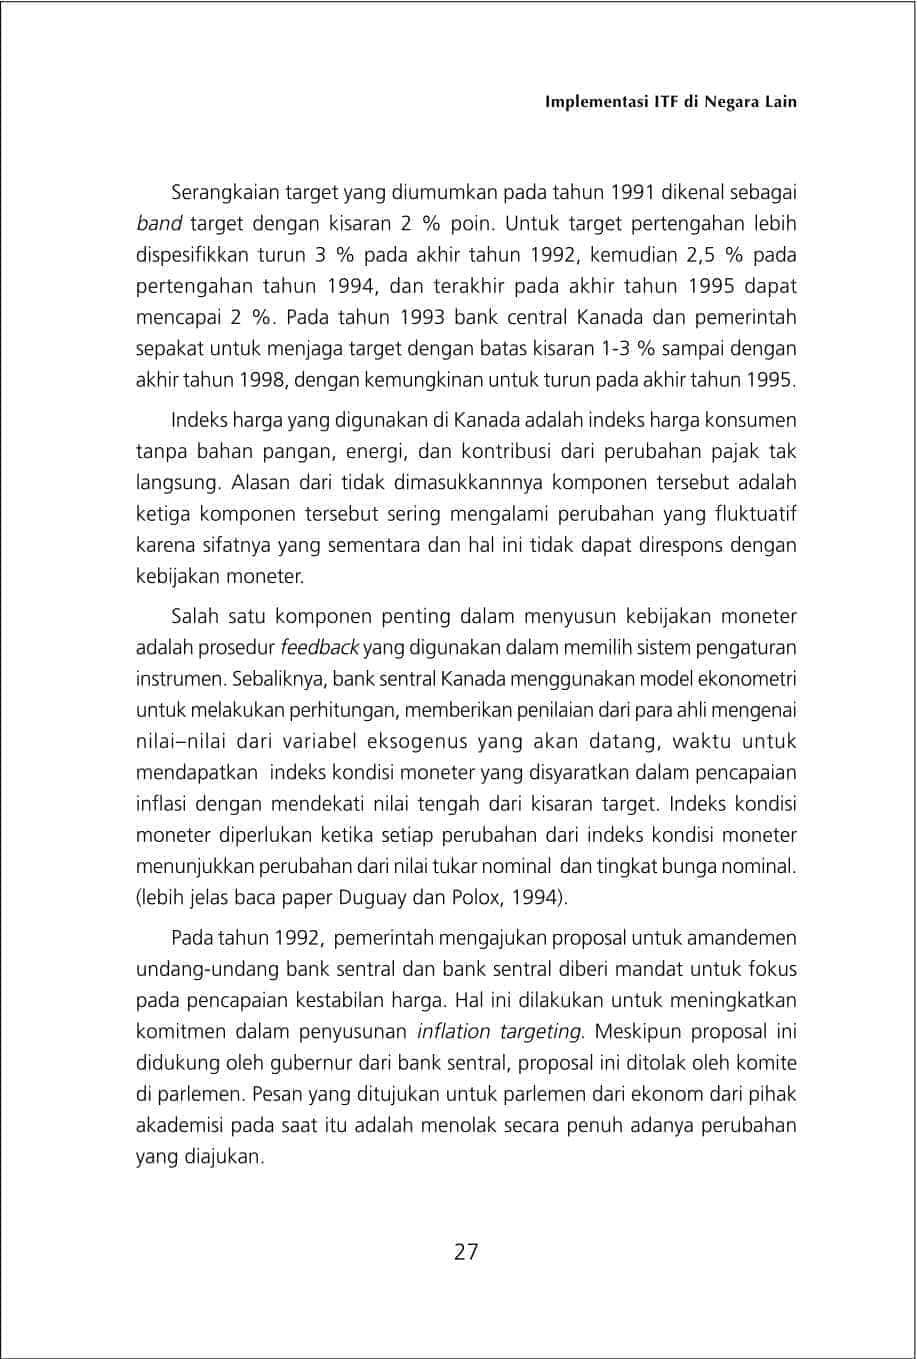 Implementasi ITF di Negara Lain
Serangkaian target yang diumumkan pada tahun 1991 dikenal sebagai
band target dengan kisaran 2 % poin. Untuk target pertengahan lebih
dispesifikkan turun 3 % pada akhir tahun 1992, kemudian 2,5 % pada
pertengahan tahun 1994, dan terakhir pada akhir tahun 1995 dapat
mencapai 2 %. Pada tahun 1993 bank central Kanada dan pemerintah
sepakat untuk menjaga target dengan batas kisaran 1-3 % sampai dengan
akhir tahun 1998, dengan kemungkinan untuk turun pada akhir tahun 1995.
Indeks harga yang digunakan di Kanada adalah indeks harga konsumen
tanpa bahan pangan, energi, dan kontribusi dari perubahan pajak tak
langsung. Alasan dari tidak dimasukkannnya komponen tersebut adalah
ketiga komponen tersebut sering mengalami perubahan yang fluktuatif
karena sifatnya yang sementara dan hal ini tidak dapat direspons dengan
kebijakan moneter.
Salah satu komponen penting dalam menyusun kebijakan moneter
adalah prosedur feedback yang digunakan dalam memilih sistem pengaturan
instrumen. Sebaliknya, bank sentral Kanada menggunakan model ekonometri
untuk melakukan perhitungan, memberikan penilaian dari para ahli mengenai
nilai–nilai dari variabel eksogenus yang akan datang, waktu untuk
mendapatkan indeks kondisi moneter yang disyaratkan dalam pencapaian
inflasi dengan mendekati nilai tengah dari kisaran target. Indeks kondisi
moneter diperlukan ketika setiap perubahan dari indeks kondisi moneter
menunjukkan perubahan dari nilai tukar nominal dan tingkat bunga nominal.
(lebih jelas baca paper Duguay dan Polox, 1994).
Pada tahun 1992, pemerintah mengajukan proposal untuk amandemen
undang-undang bank sentral dan bank sentral diberi mandat untuk fokus
pada pencapaian kestabilan harga. Hal ini dilakukan untuk meningkatkan
komitmen dalam penyusunan inflation targeting. Meskipun proposal ini
didukung oleh gubernur dari bank sentral, proposal ini ditolak oleh komite
di parlemen. Pesan yang ditujukan untuk parlemen dari ekonom dari pihak
akademisi pada saat itu adalah menolak secara penuh adanya perubahan
yang diajukan.
27